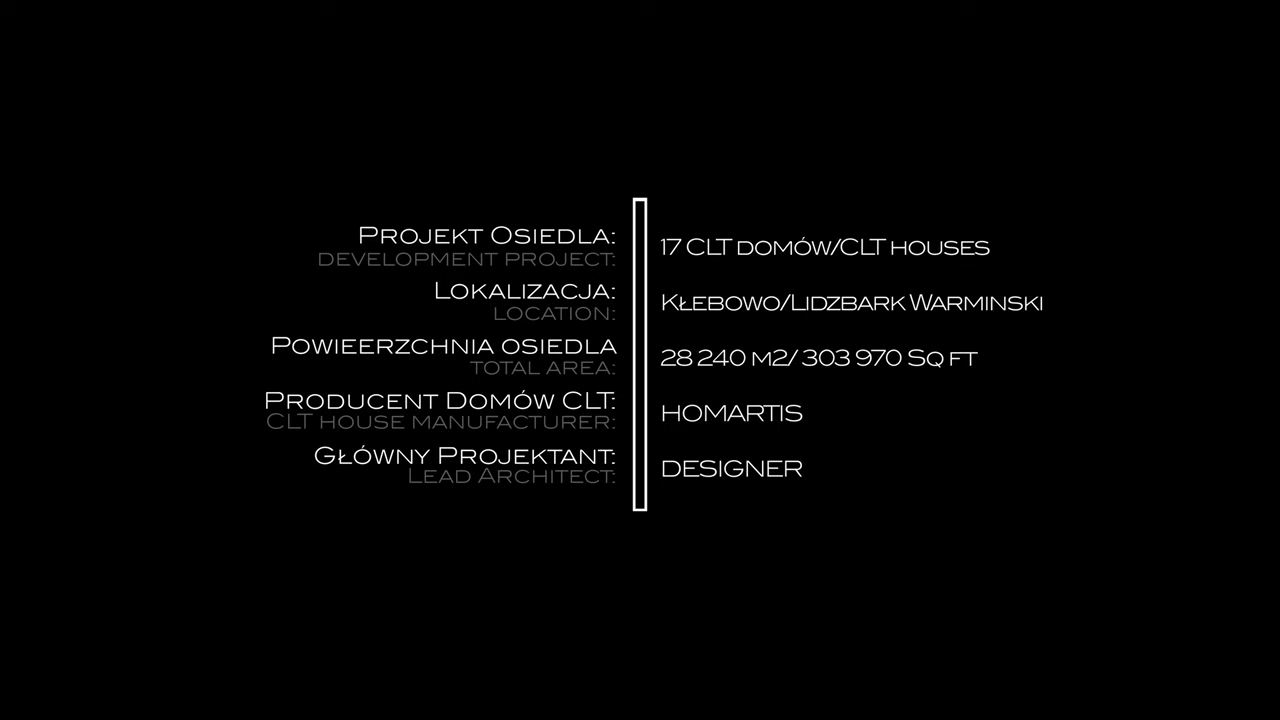 Projekt Osiedla:
development project:
17 CLT domów/CLT houses
Lokalizacja:
location:
Kłebowo/Lidzbark Warminski
Powieerzchnia osiedla
total area:
28 240 m2/ 303 970 Sq ft
Producent Domów CLT:
CLT house manufacturer:
HOMARTIS
Główny Projektant:
Lead Architect:
DESIGNER